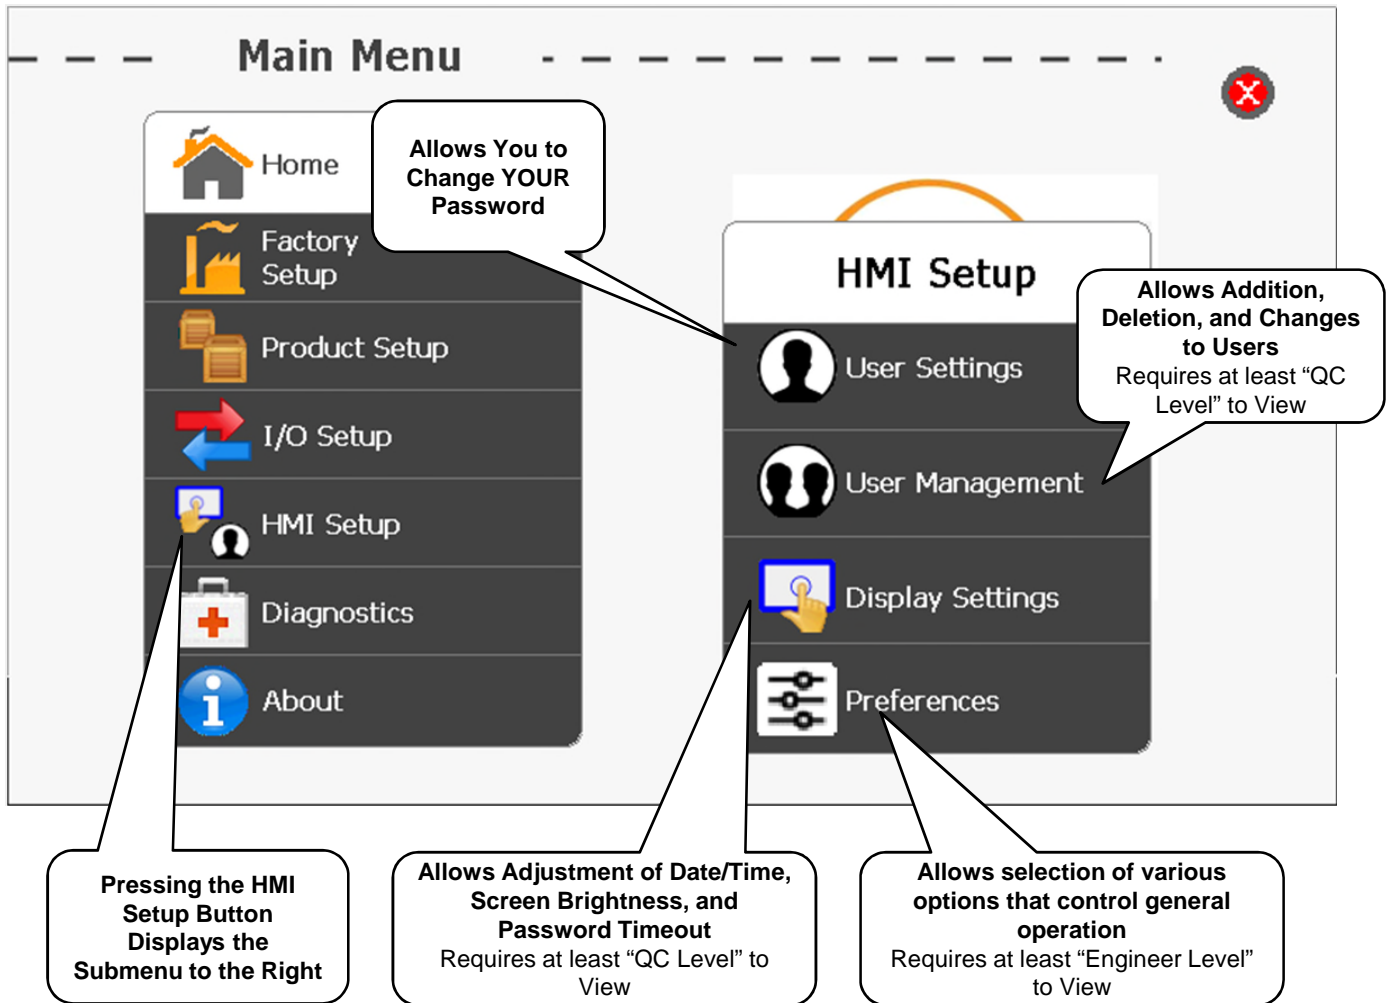 Main Menu
Home
Factory
Setup
Product Setup
I/O Setup
HMI Setup
Diagnostics
About
Allows You to
Change YOUR
Password
HMI Setup
User Settings
User Management
Display Settings
Preferences
Allows Addition,
Deletion, and Changes
to Users
Requires at least “QC
Level” to View
Pressing the HMI
Setup Button
Displays the
Submenu to the Right
Allows Adjustment of Date/Time,
Screen Brightness, and
Password Timeout
Requires at least “QC Level” to
View
Allows selection of various
options that control general
operation
Requires at least “Engineer Level”
to View